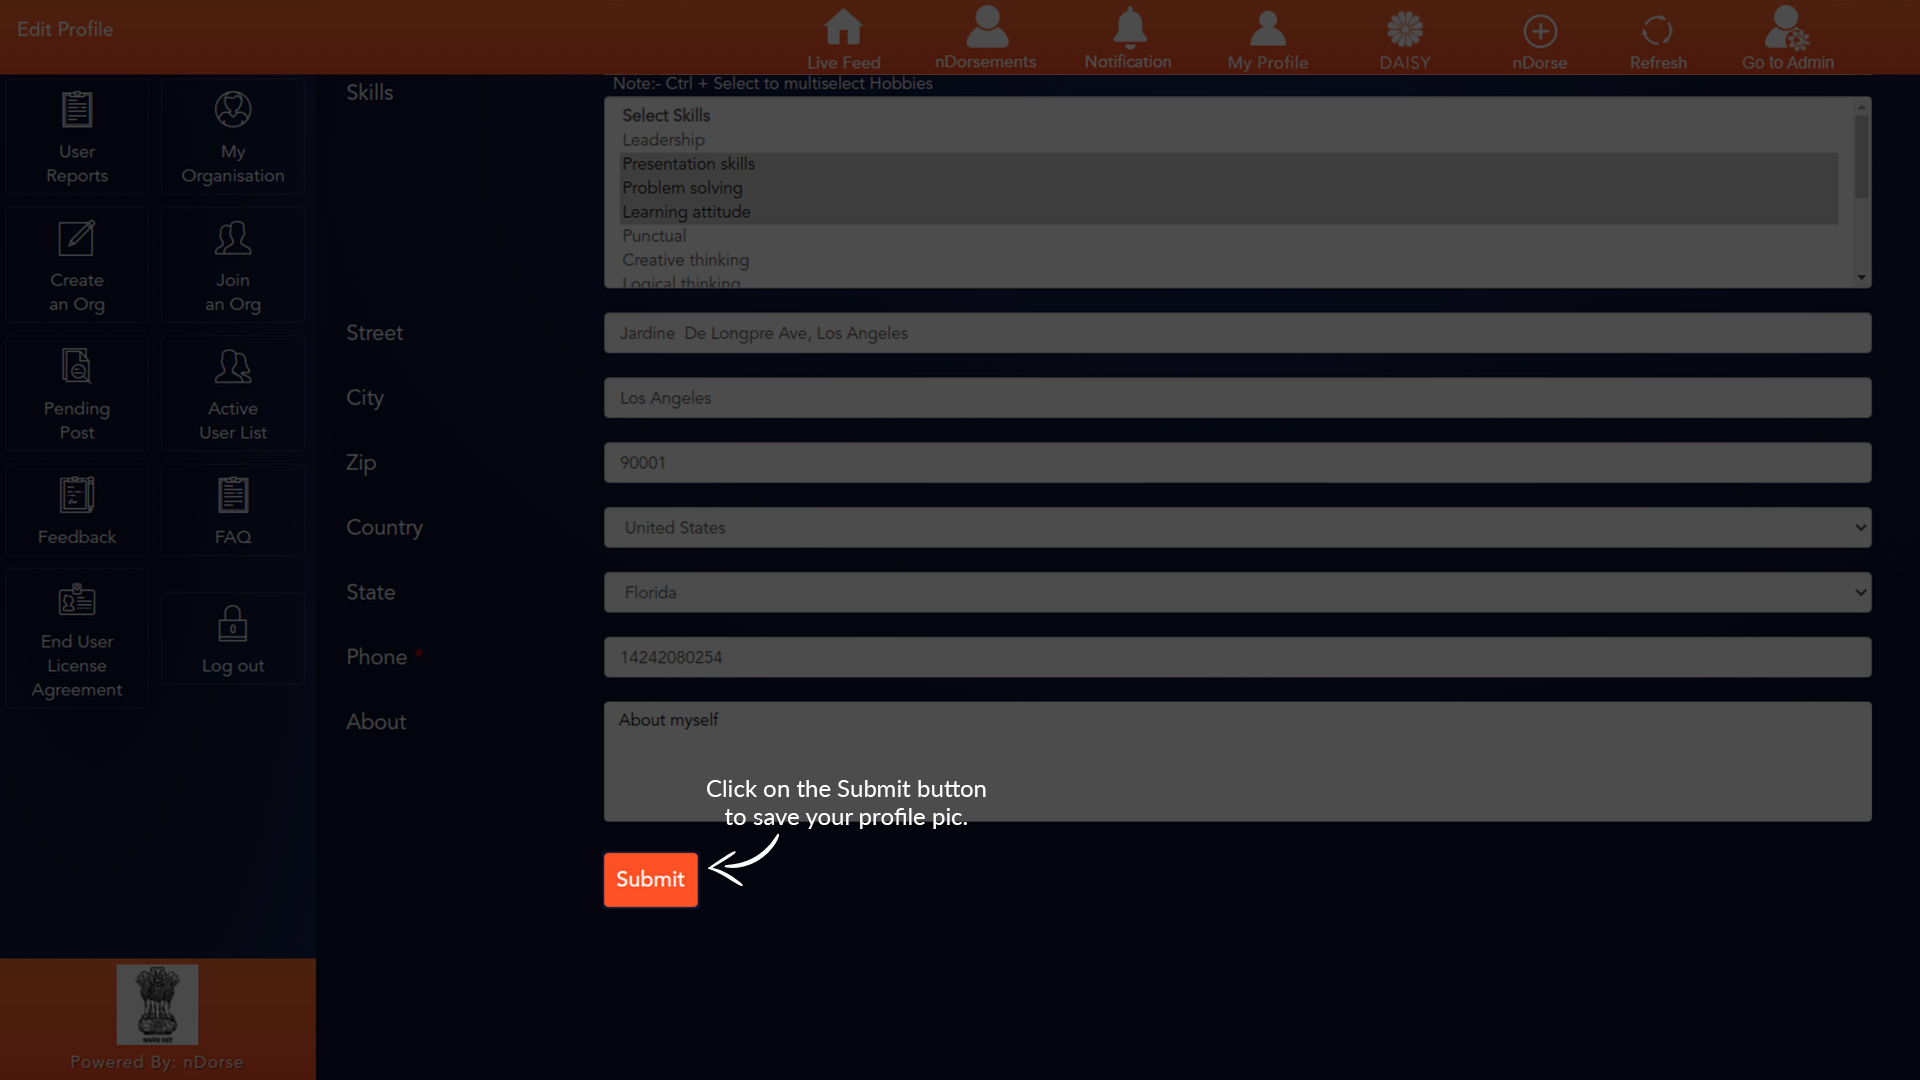 Edit Profile
Live Feed
nDorsements
Notification
My Profile
DAISY
nDorse
Refresh
Go to Admin
User
Reports
My
Organisation
Create
an Org
Join
an Org
Pending
Post
Active
User List
Feedback
FAQ
End User
License
Agreement
Log out
Powered By: nDorse
Skills
Note:- Ctrl + Select to multiselect Hobbies
Select Skills
Leadership
Presentation skills
Problem solving
Learning attitude
Punctual
Creative thinking
Logical thinking
Street
Jardine  De Longpre Ave, Los Angeles
City
Los Angeles
Zip
90001
Country
United States
State
Florida
Phone *
14242080254
About
About myself
Click on the Submit button
to save your profile pic.
Submit